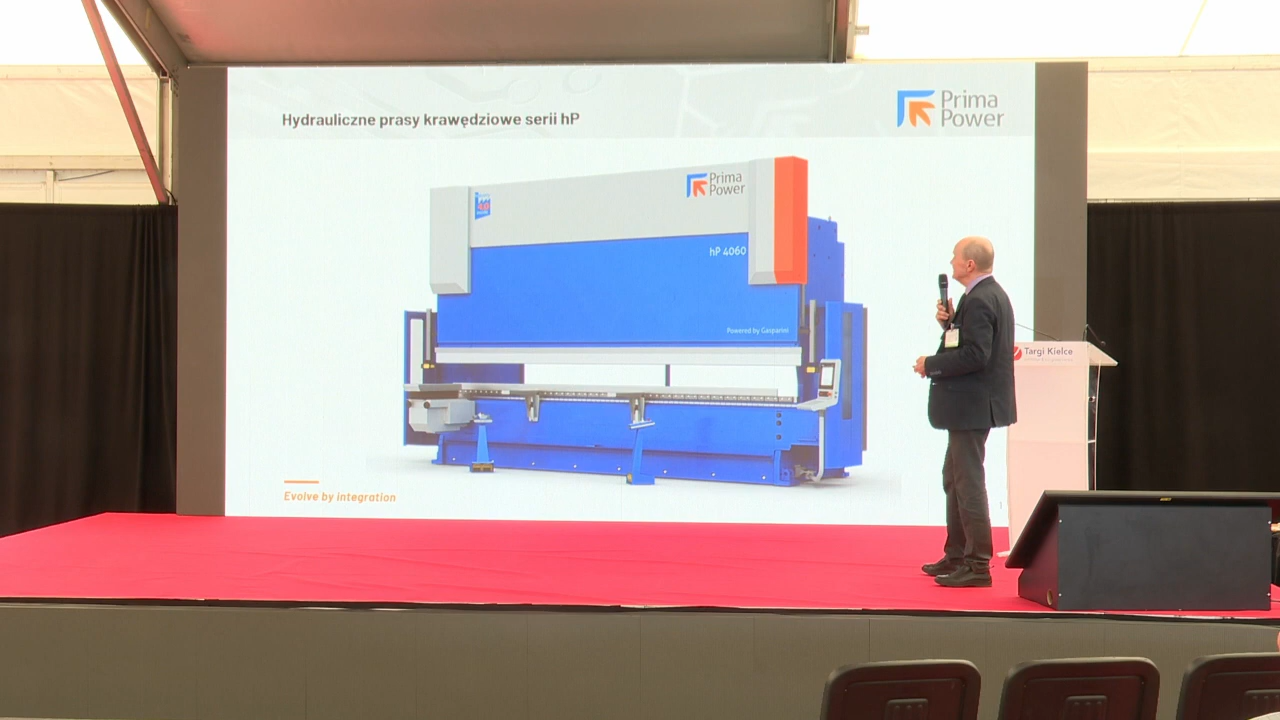 Hydrauliczne prasy krawędziowe serii hP
Prima
Power
Prima
Power
hP 4060
Powered by Gasparini
Targi Kielce
Evolve by integration